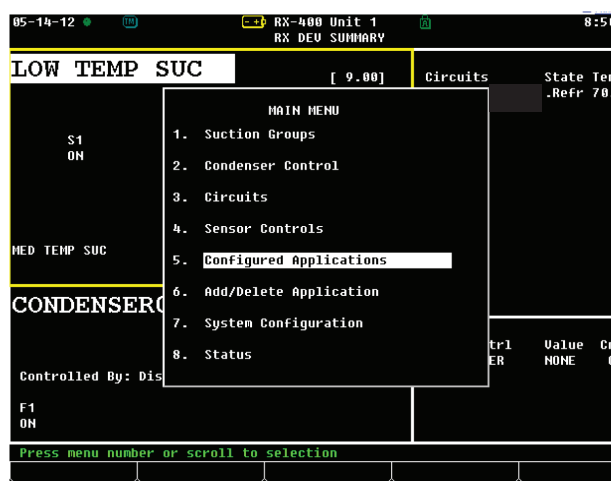 05-14-12 TM RX-400 Unit 1 8:5
RX DEV SUMMARY
LOW TEMP SUC [ 9.00] Circuits State
.Refr 70
MAIN MENU
1. Suction Groups
S1
ON
2. Condenser Control
3. Circuits
4. Sensor Controls
MED TEMP SUC
5. Configured Applications
6. Add/Delete Application
CONDENSER
7. System Configuration
8. Status
Value
NONE
Controlled By: Dis
F1
ON
Press menu number or scroll to selection